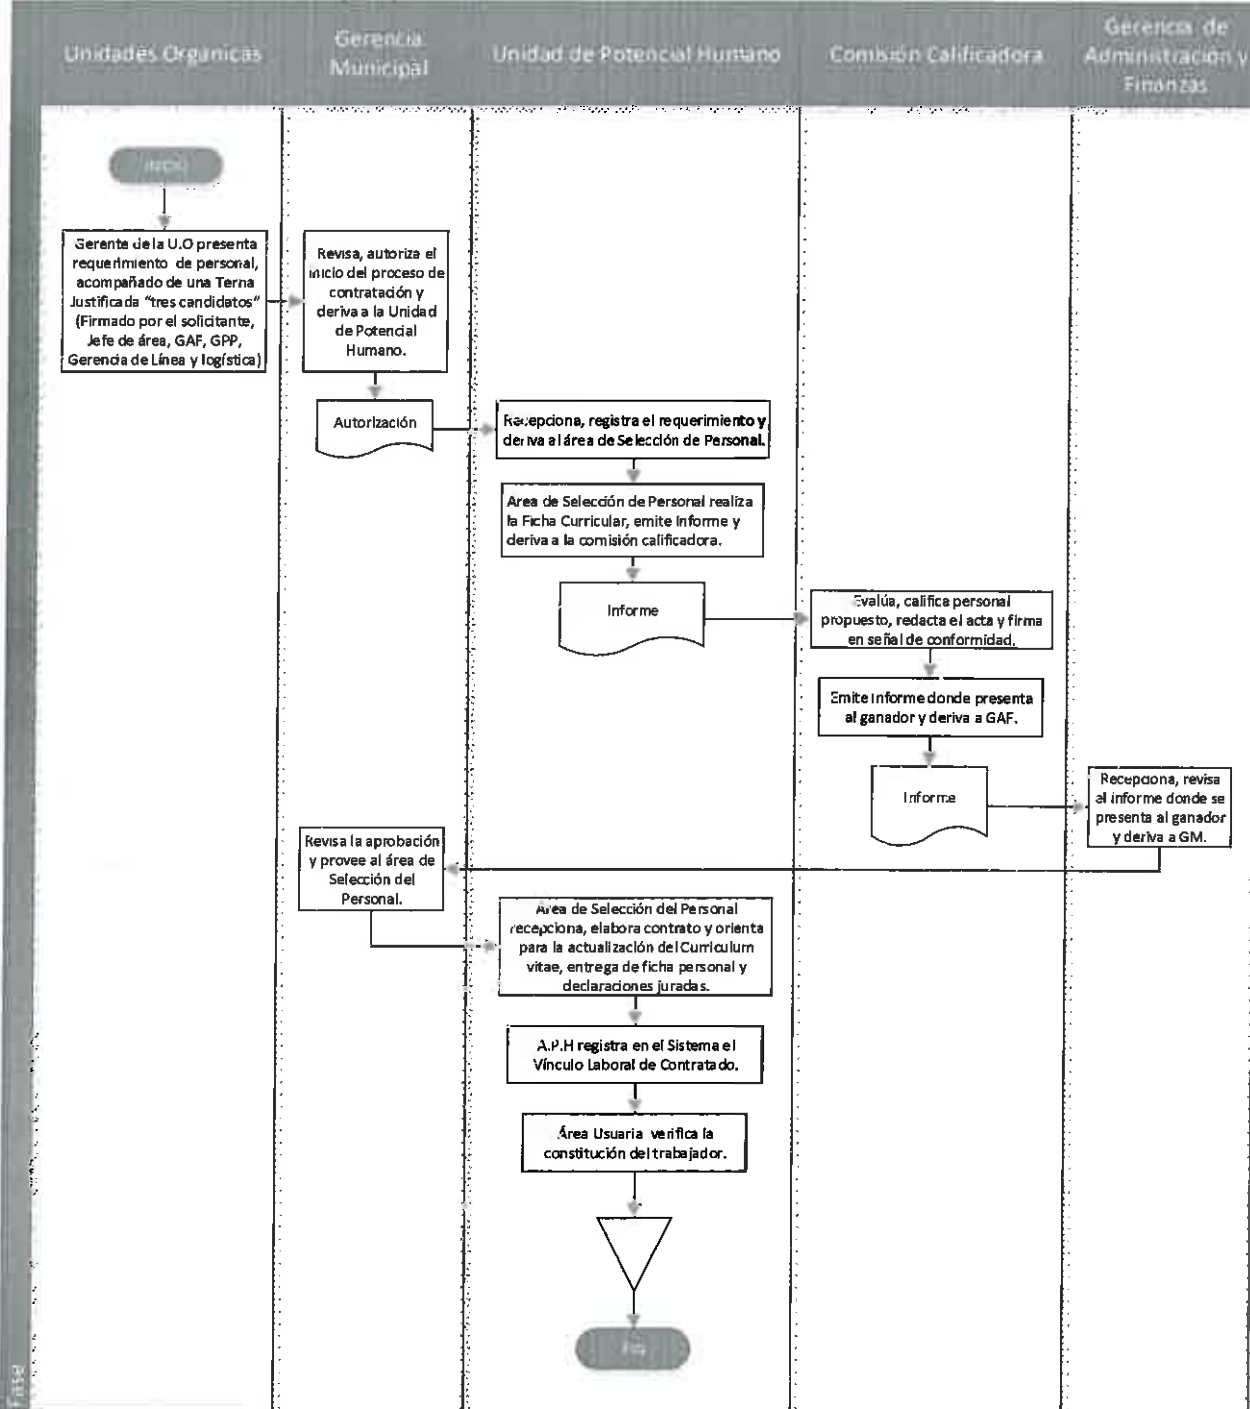 Unidades Organicas
Gerencia
Municipal
Unidad de Potencial Humano
Comisión Calificadora
Gerencia de
Administración y
Finanzas
INICIO
Gerente de la U.O presenta
requerimiento de personal,
acompañado de una Terna
Justificada "tres candidatos"
(Firmado por el solicitante,
Jefe de área, GAF, GPP,
Gerencia de Línea y logística)
Revisa, autoriza el
inicio del proceso de
contratación y
deriva a la Unidad
de Potencial
Humano.
Autorización
Recepciona, registra el requerimiento y
deriva al área de Selección de Personal.
Area de Selección de Personal realiza
la Ficha Curricular, emite Informe y
deriva a la comisión calificadora.
Informe
Evalúa, califica personal
propuesto, redacta el acta y firma
en señal de conformidad.
Emite Informe donde presenta
al ganador y deriva a GAF.
Informe
Recepciona, revisa
el informe donde se
presenta al ganador
y deriva a GM.
Revisa la aprobación
y provee al área de
Selección del
Personal.
Area de Selección del Personal
recepciona, elabora contrato y orienta
para la actualización del Curriculum
vitae, entrega de ficha personal y
declaraciones juradas.
A.P.H registra en el Sistema el
Vínculo Laboral de Contratado.
Área Usuaria verifica la
constitución del trabajador.
Fin
Fase